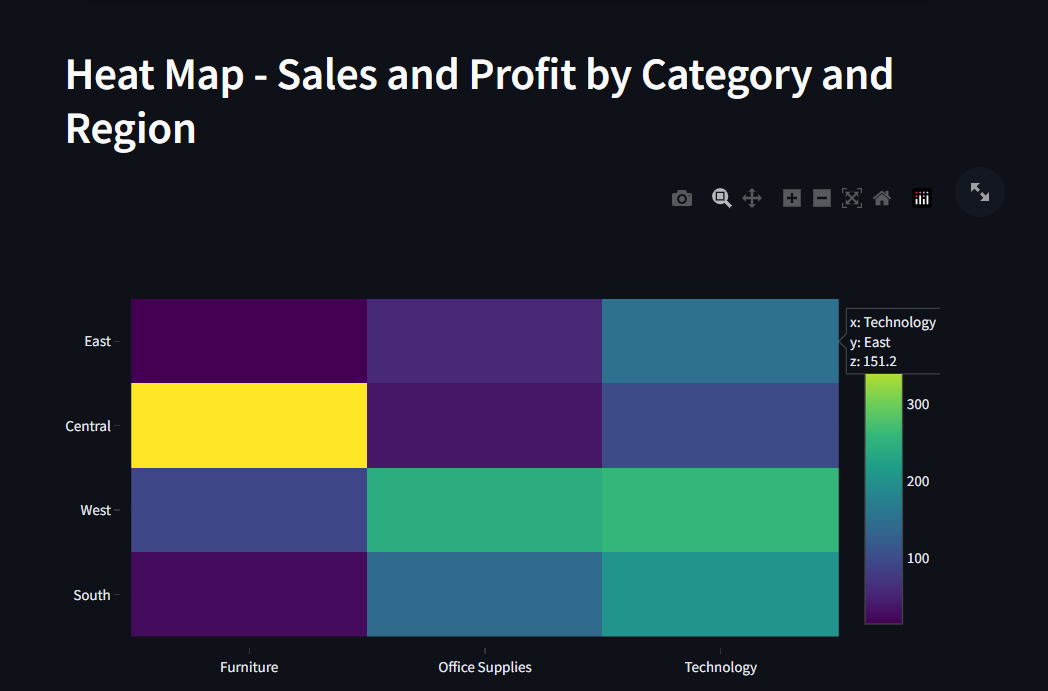 Heat Map - Sales and Profit by Category and
Region
x: Technology
y: East
z: 151.2
East
Central
West
South
300
200
100
Furniture
Office Supplies
Technology